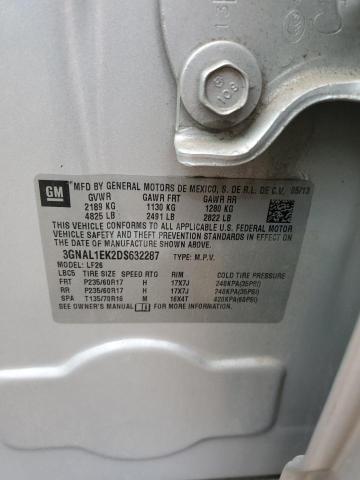 GM MFD BY GENERAL MOTORS DE MEXICO, S. DE R.L. DE C.V. 05/13
GVWR GAWR FRT GAWR RR
2189 KG 1130 KG 1280 KG
4825 LB 2491 LB 2822 LB
THIS VEHICLE CONFORMS TO ALL APPLICABLE U.S. FEDERAL MOTOR
VEHICLE SAFETY, BUMPER, AND THEFT PREVENTION STANDARDS
IN EFFECT ON THE DATE OF MANUFACTURE SHOWN ABOVE.
3GNAL1EK2DS632287 TYPE: M.P.V.
MODEL: LF26
LBCS TIRE SIZE SPEED RTG RIM COLD TIRE PRESSURE
FRT P235/60R17 H 17X7J 240KPA(35PSI)
RR P235/60R17 H 17X7J 240KPA(35PSI)
SPA T135/70R16 M 16X4T 420KPA(60PSI)
SEE OWNER'S MANUAL FOR MORE INFORMATION.